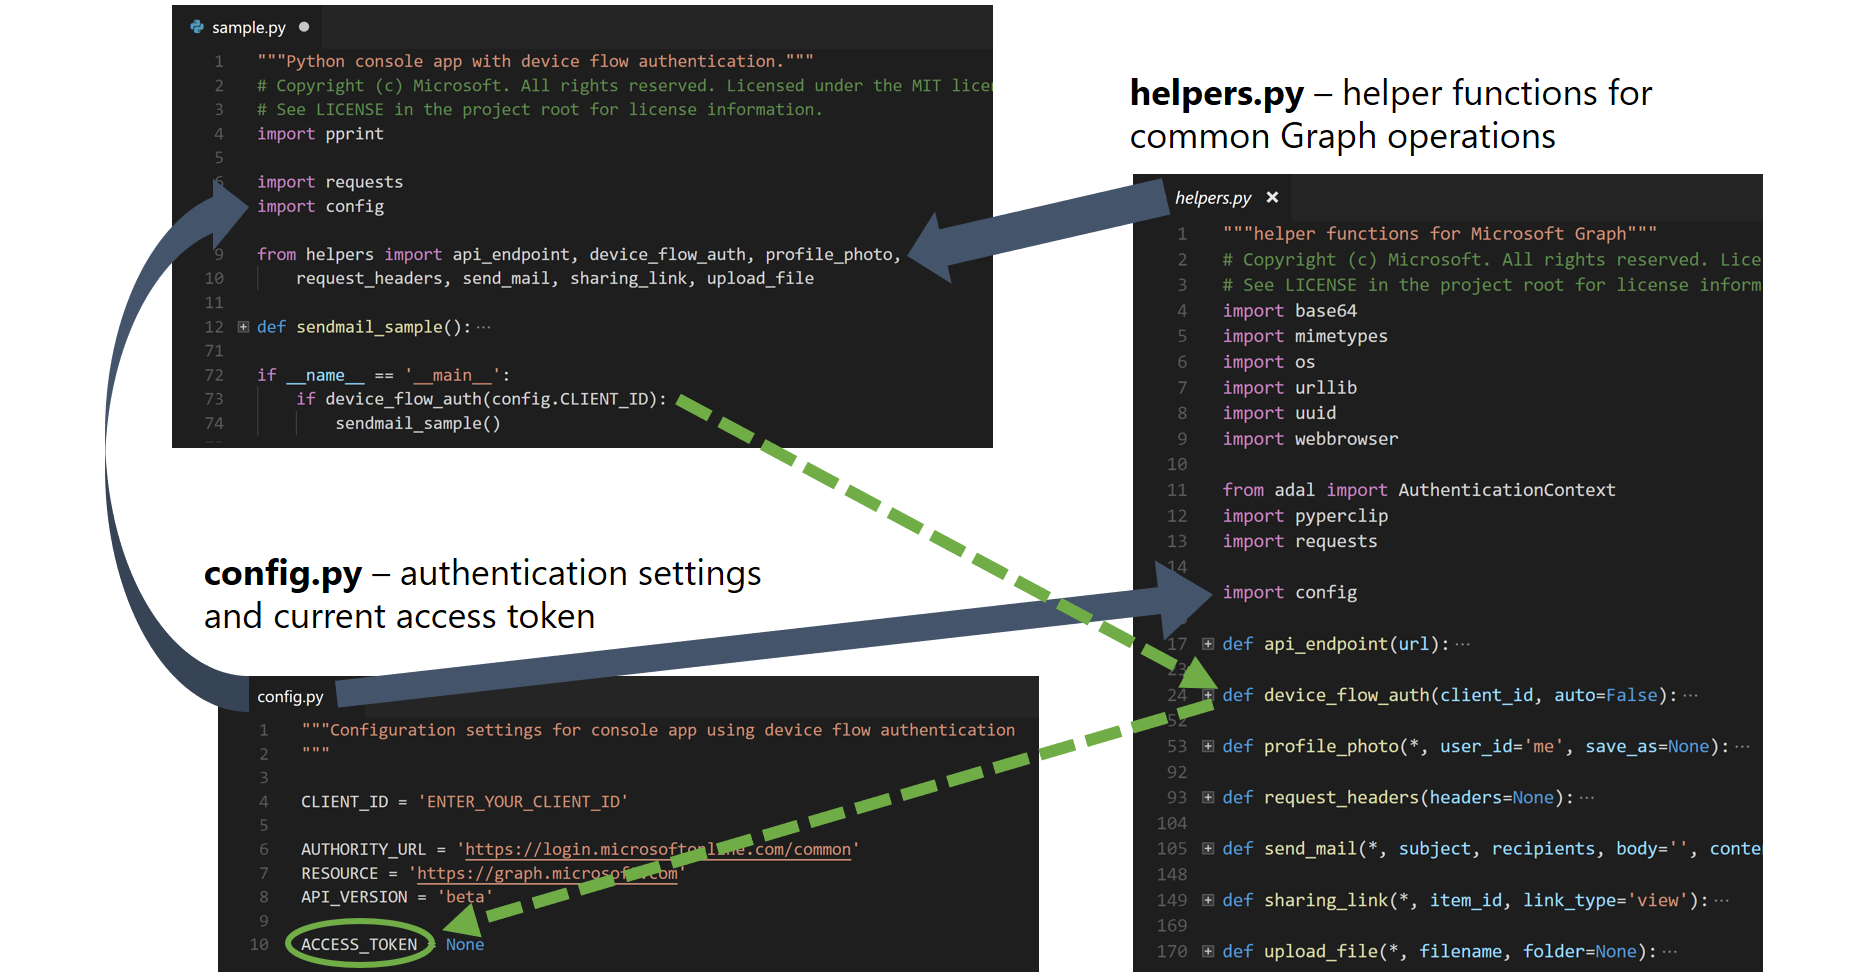 sample.py
1 """Python console app with device flow authentication."""
2 # Copyright (c) Microsoft. All rights reserved. Licensed under the MIT
3 # See LICENSE in the project root for license information.
4 import pprint
5
6 import requests
import config
9 from helpers import api_endpoint, device_flow_auth, profile_photo,
10 request_headers, send_mail, sharing_link, upload_file
11
12 def sendmail_sample():···
71
72 if __name__ == '__main__':
73 if device_flow_auth(config.CLIENT_ID):
74 sendmail_sample()
helpers.py – helper functions for
common Graph operations
helpers.py ×
1 """helper functions for Microsoft Graph"""
2 # Copyright (c) Microsoft. All rights reserved.
3 # See LICENSE in the project root for license
4 import base64
5 import mimetypes
6 import os
7 import urllib
8 import uuid
9 import webbrowser
10
11 from adal import AuthenticationContext
12 import pyperclip
13 import requests
14
import config
17 def api_endpoint(url):···
23
24 def device_flow_auth(client_id, auto=False):···
52
53 def profile_photo(*, user_id='me', save_as=None):···
92
93 def request_headers(headers=None):···
104
105 def send_mail(*, subject, recipients, body='',
148
149 def sharing_link(*, item_id, link_type='view'):···
169
170 def upload_file(*, filename, folder=None):···
config.py – authentication settings
and current access token
config.py
1 """Configuration settings for console app using device flow authentication
2 """
3
4 CLIENT_ID = 'ENTER_YOUR_CLIENT_ID'
5
6 AUTHORITY_URL = 'https://login.microsoftonline.com/common'
7 RESOURCE = 'https://graph.microsoft.com'
8 API_VERSION = 'beta'
9
10 ACCESS_TOKEN = None